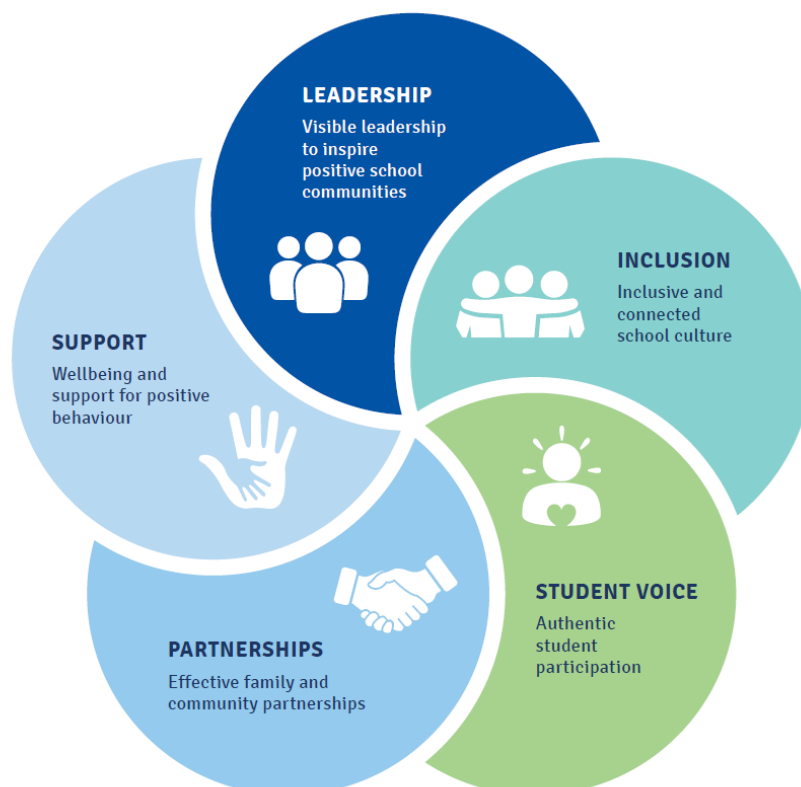 LEADERSHIP
Visible leadership
to inspire
positive school
communities
INCLUSION
Inclusive and
connected
school culture
SUPPORT
Wellbeing and
support for positive
behaviour
STUDENT VOICE
Authentic
student
participation
PARTNERSHIPS
Effective family and
community partnerships